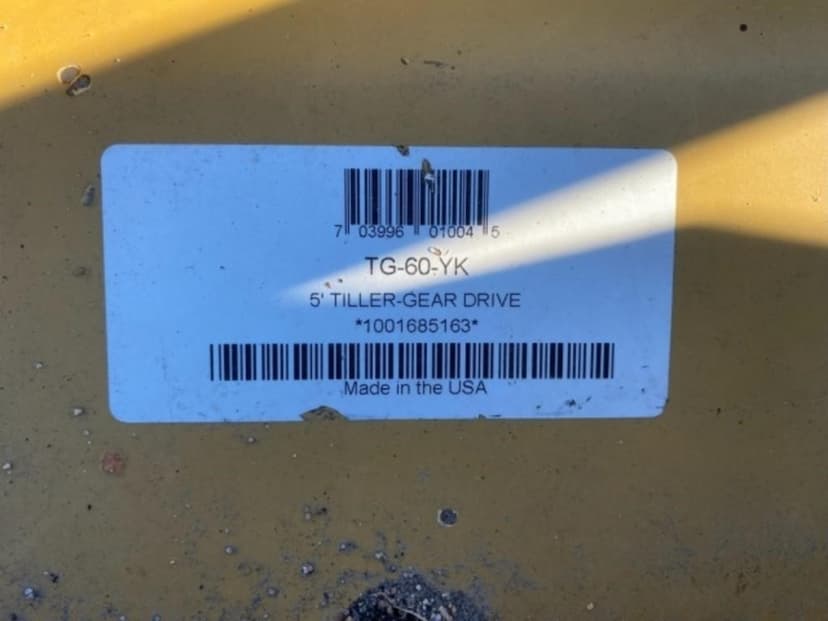 7 03996 01004 5
TG-60-YK
5' TILLER-GEAR DRIVE
*1001685163*
Made in the USA